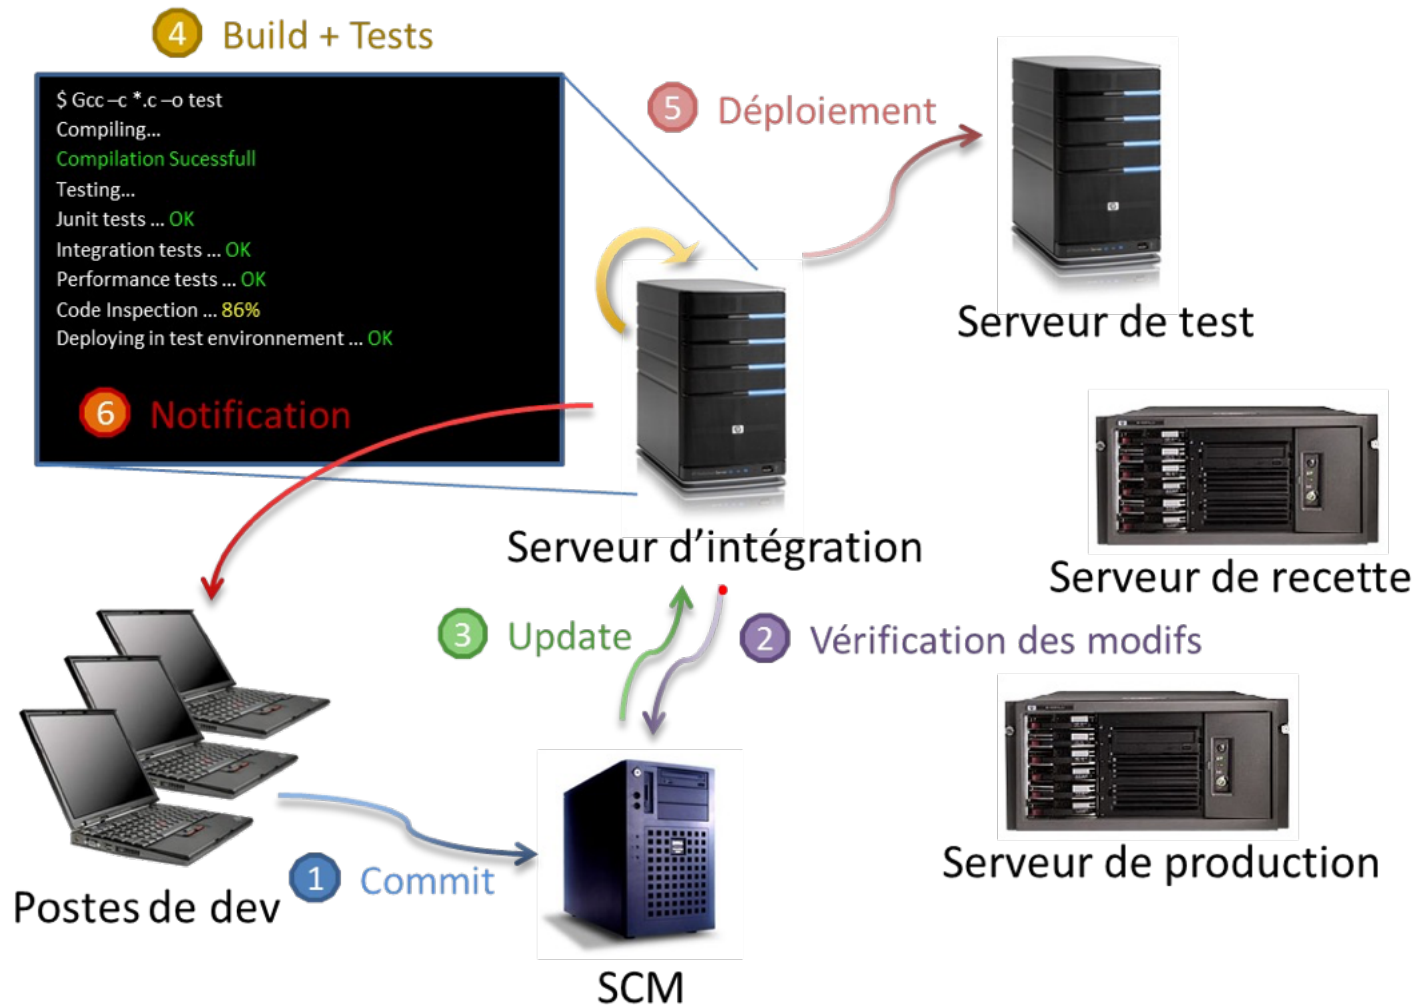 4 Build + Tests
$ Gcc –c *.c –o test
Compiling...
Compilation Sucessfull
Testing...
Junit tests ... OK
Integration tests ... OK
Performance tests ... OK
Code Inspection ... 86%
Deploying in test environnement ... OK
6 Notification
5 Déploiement
Serveur de test
Serveur d’intégration
Serveur de recette
3 Update
2 Vérification des modifs
Serveur de production
1 Commit
Postes de dev
SCM